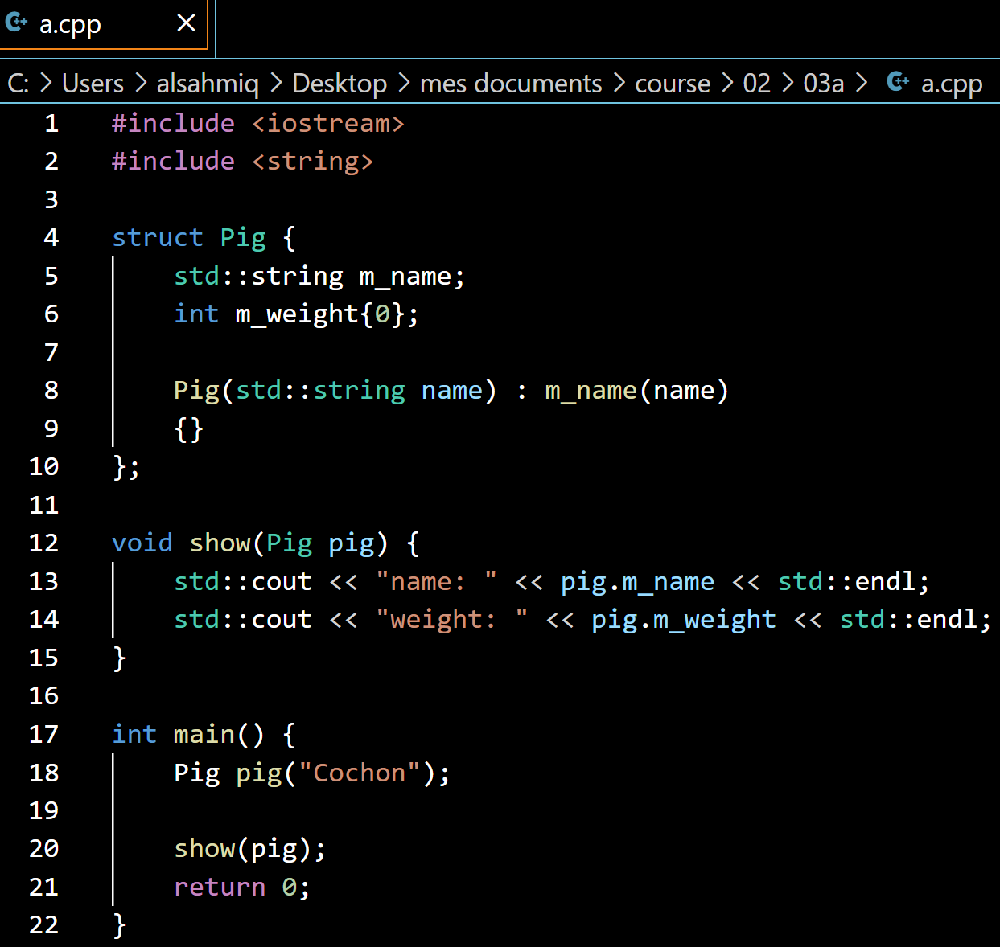 a.cpp
C: > Users > alsahmiq > Desktop > mes documents > course > 02 > 03a > a.cpp
1 #include <iostream>
2 #include <string>
3
4 struct Pig {
5     std::string m_name;
6     int m_weight{0};
7
8     Pig(std::string name) : m_name(name)
9     {}
10 };
11
12 void show(Pig pig) {
13     std::cout << "name: " << pig.m_name << std::endl;
14     std::cout << "weight: " << pig.m_weight << std::endl;
15 }
16
17 int main() {
18     Pig pig("Cochon");
19
20     show(pig);
21     return 0;
22 }